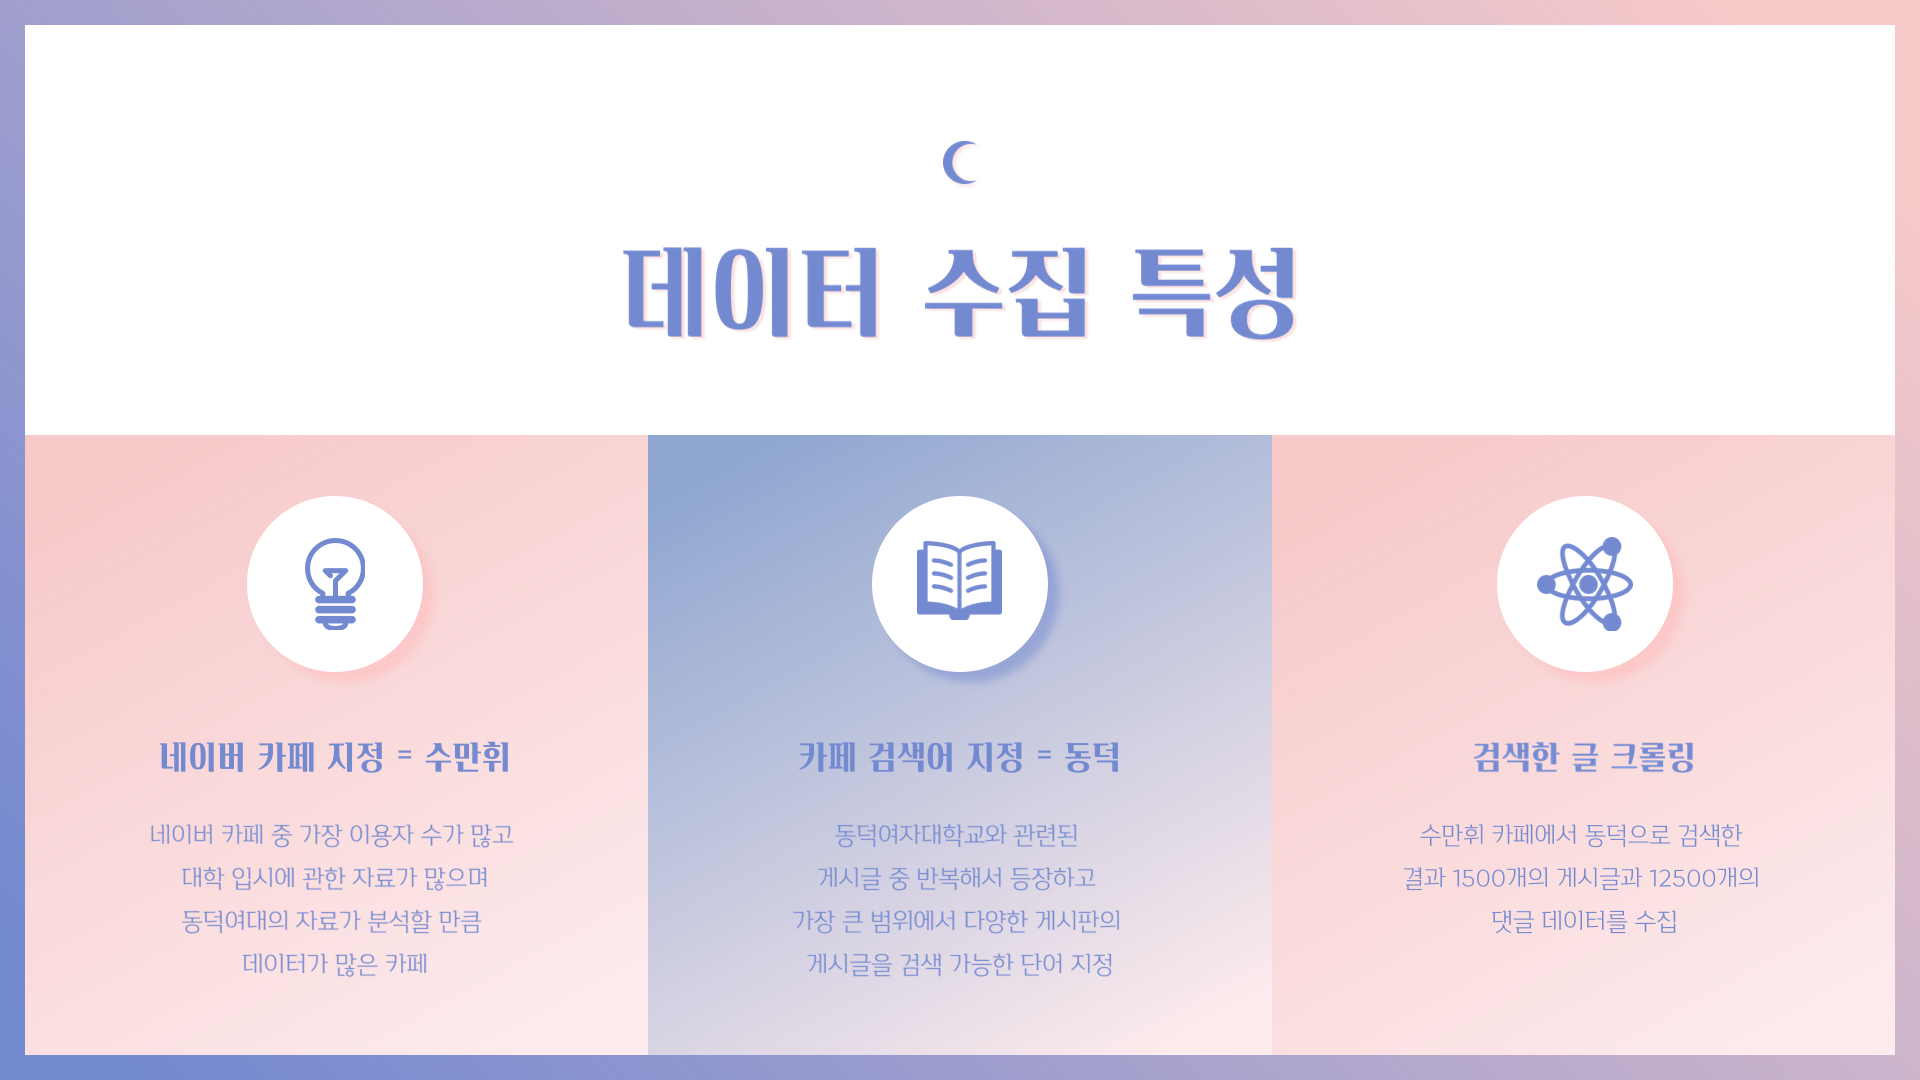 데이터 수집 특성
네이버 카페 지정 = 수만휘
네이버 카페 중 가장 이용자 수가 많고
대학 입시에 관한 자료가 많으며
동덕여대의 자료가 분석할 만큼
데이터가 많은 카페
카페 검색어 지정 = 동덕
동덕여자대학교와 관련된
게시글 중 반복해서 등장하고
가장 큰 범위에서 다양한 게시판의
게시글을 검색 가능한 단어 지정
검색한 글 크롤링
수만휘 카페에서 동덕으로 검색한
결과 1500개의 게시글과 12500개의
댓글 데이터를 수집